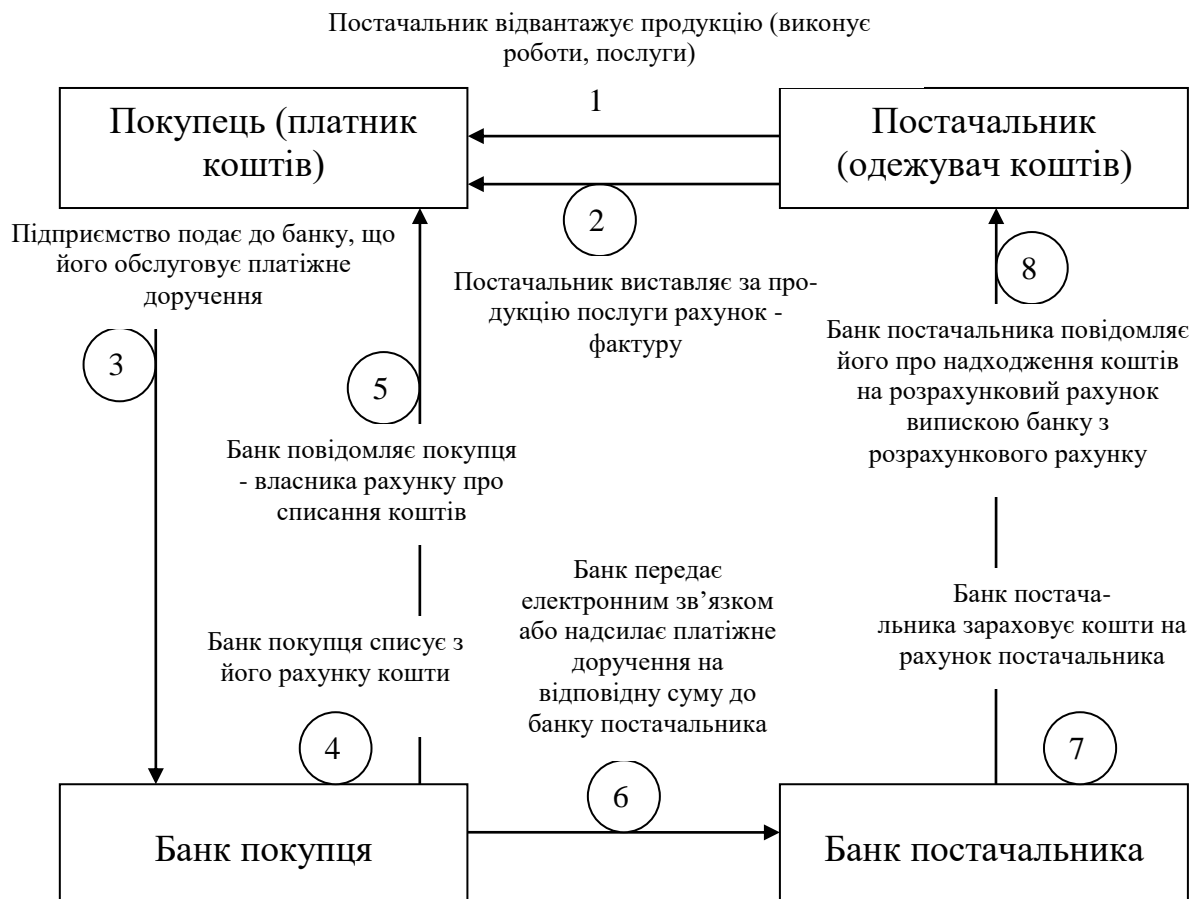 Постачальник відвантажує продукцію (виконує
роботи, послуги)
1
Покупець (платник
коштів)
Постачальник
(одежувач коштів)
2
Підприємство подає до банку, що
його обслуговує платіжне
доручення
Постачальник виставляє за про-
дукцію послуги рахунок -
фактуру
8
Банк постачальника повідомляє
його про надходження коштів
на розрахунковий рахунок
випискою банку з
розрахункового рахунку
3
5
Банк повідомляє покупця
- власника рахунку про
списання коштів
Банк передає
електронним зв’язком
або надсилає платіжне
доручення на
відповідну суму до
банку постачальника
Банк постача-
льника зараховує кошти на
рахунок постачальника
Банк покупця списує з
його рахунку кошти
4
6
7
Банк покупця
Банк постачальника